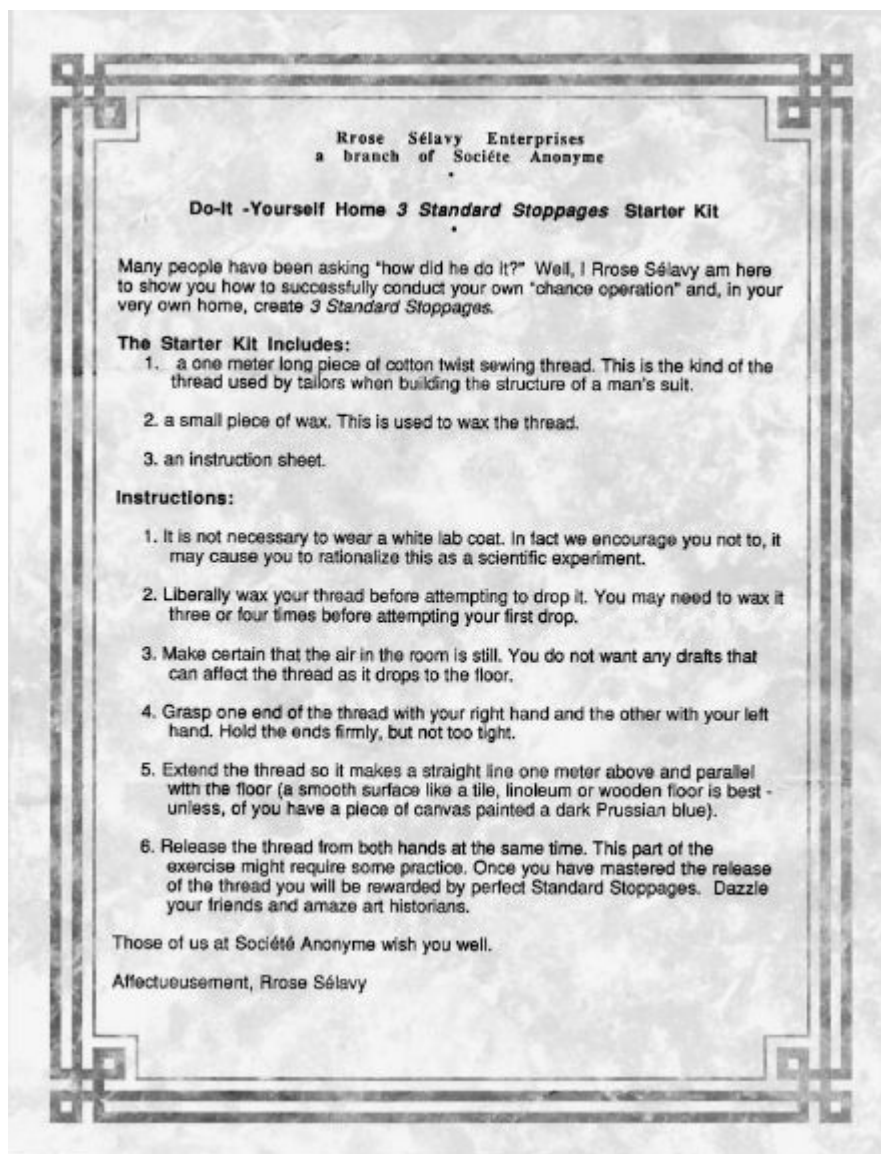 Rrose Sélavy Enterprises
a branch of Sociéte Anonyme
•
Do-It -Yourself Home 3 Standard Stoppages Starter Kit
•
Many people have been asking "how did he do it?" Well, I Rrose Sélavy am here
to show you how to successfully conduct your own "chance operation" and, in your
very own home, create 3 Standard Stoppages.
The Starter Kit Includes:
1. a one meter long piece of cotton twist sewing thread. This is the kind of the
thread used by tailors when building the structure of a man's suit.
2. a small piece of wax. This is used to wax the thread.
3. an instruction sheet.
Instructions:
1. It is not necessary to wear a white lab coat. In fact we encourage you not to, it
may cause you to rationalize this as a scientific experiment.
2. Liberally wax your thread before attempting to drop it. You may need to wax it
three or four times before attempting your first drop.
3. Make certain that the air in the room is still. You do not want any drafts that
can affect the thread as it drops to the floor.
4. Grasp one end of the thread with your right hand and the other with your left
hand. Hold the ends firmly, but not too tight.
5. Extend the thread so it makes a straight line one meter above and parallel
with the floor (a smooth surface like a tile, linoleum or wooden floor is best -
unless, of you have a piece of canvas painted a dark Prussian blue).
6. Release the thread from both hands at the same time. This part of the
exercise might require some practice. Once you have mastered the release
of the thread you will be rewarded by perfect Standard Stoppages. Dazzle
your friends and amaze art historians.
Those of us at Société Anonyme wish you well.
Affectueusement, Rrose Sélavy